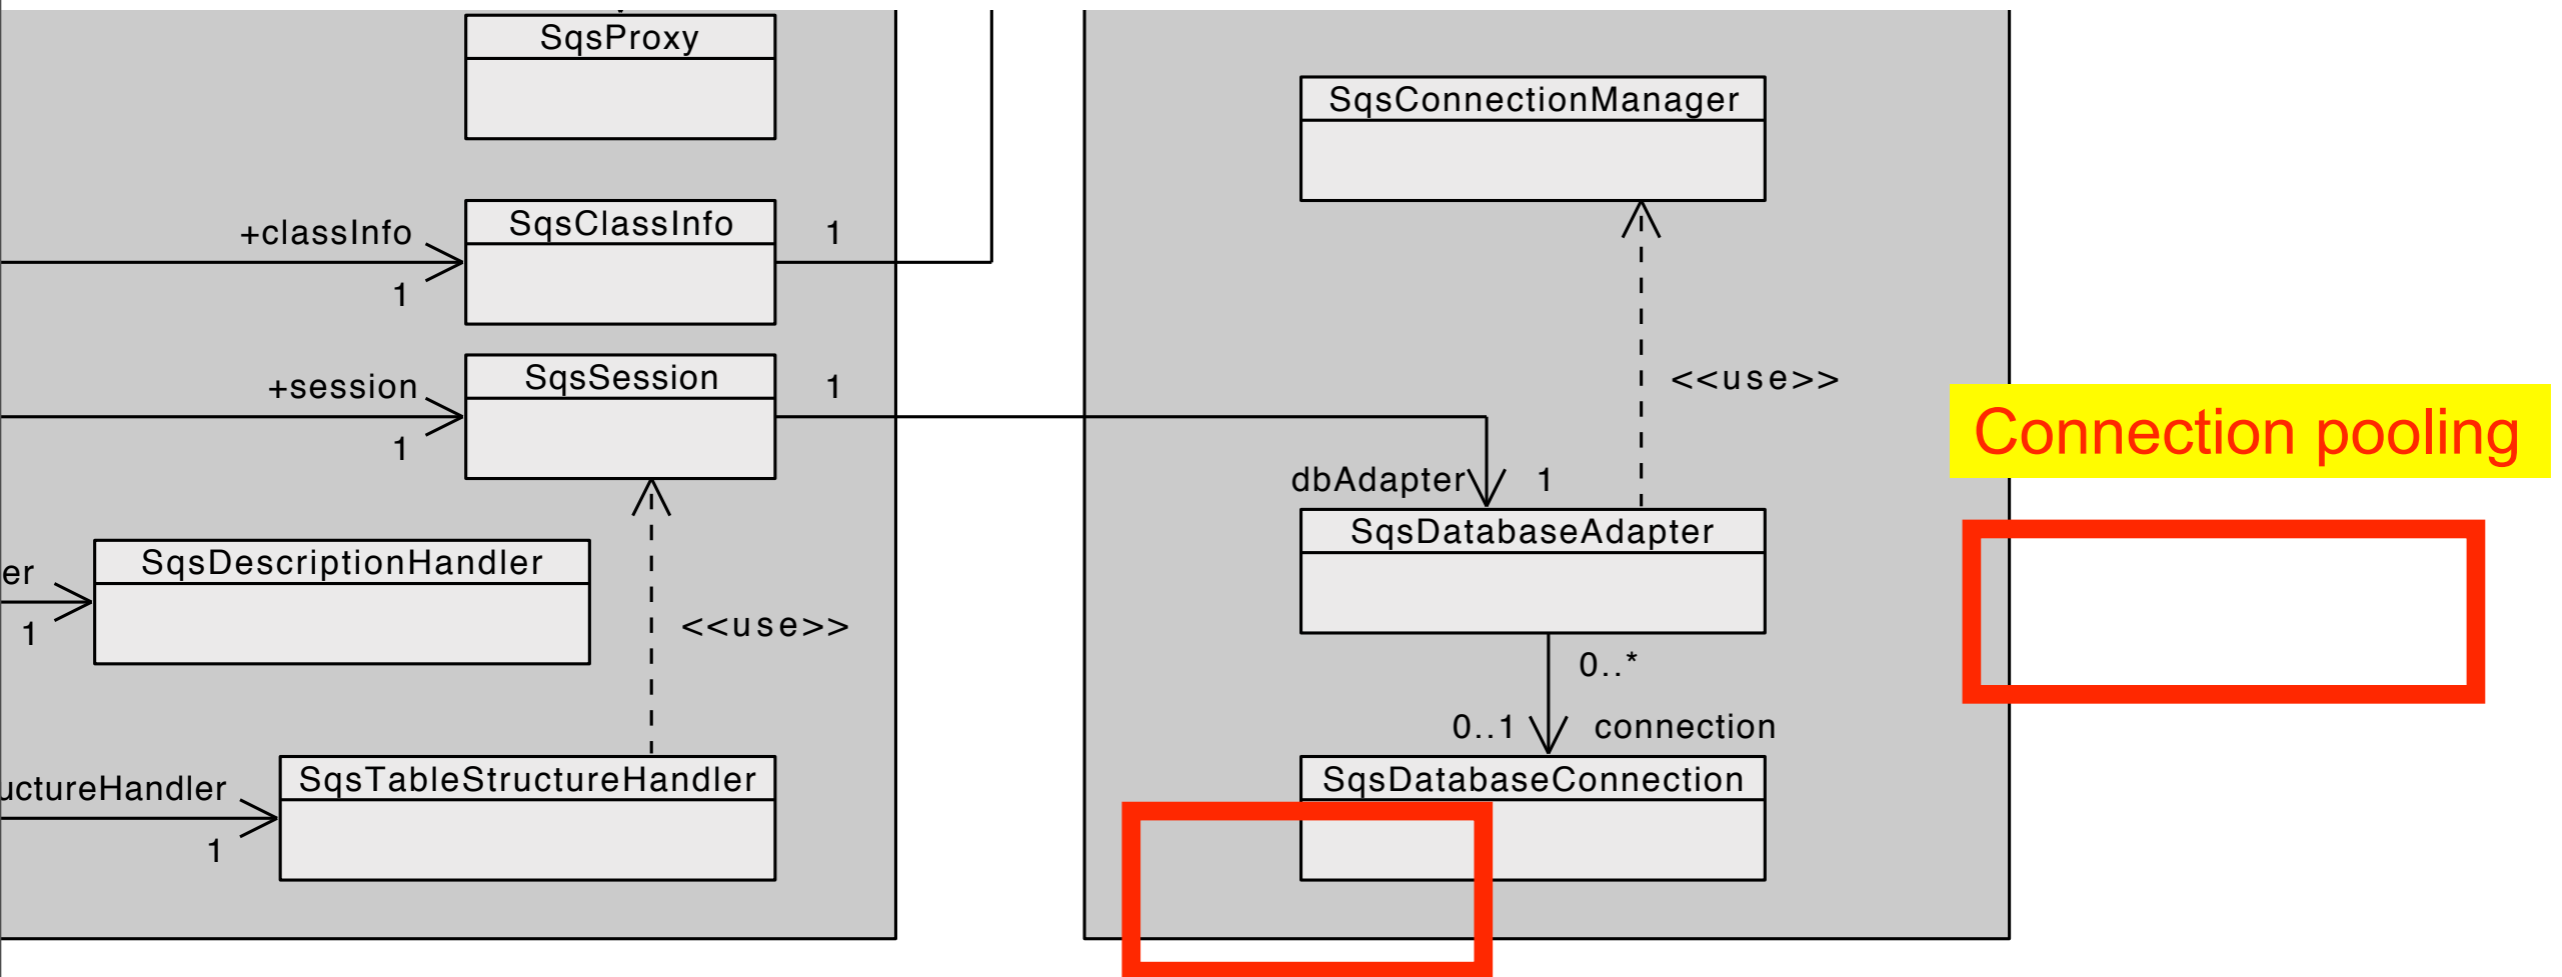 SqsProxy
SqsConnectionManager
+classInfo
1
SqsClassInfo
1
+session
1
SqsSession
1
<<use>>
Connection pooling
dbAdapter
1
SqsDatabaseAdapter
er
1
SqsDescriptionHandler
<<use>>
0..*
0..1
connection
uctureHandler
1
SqsTableStructureHandler
SqsDatabaseConnection